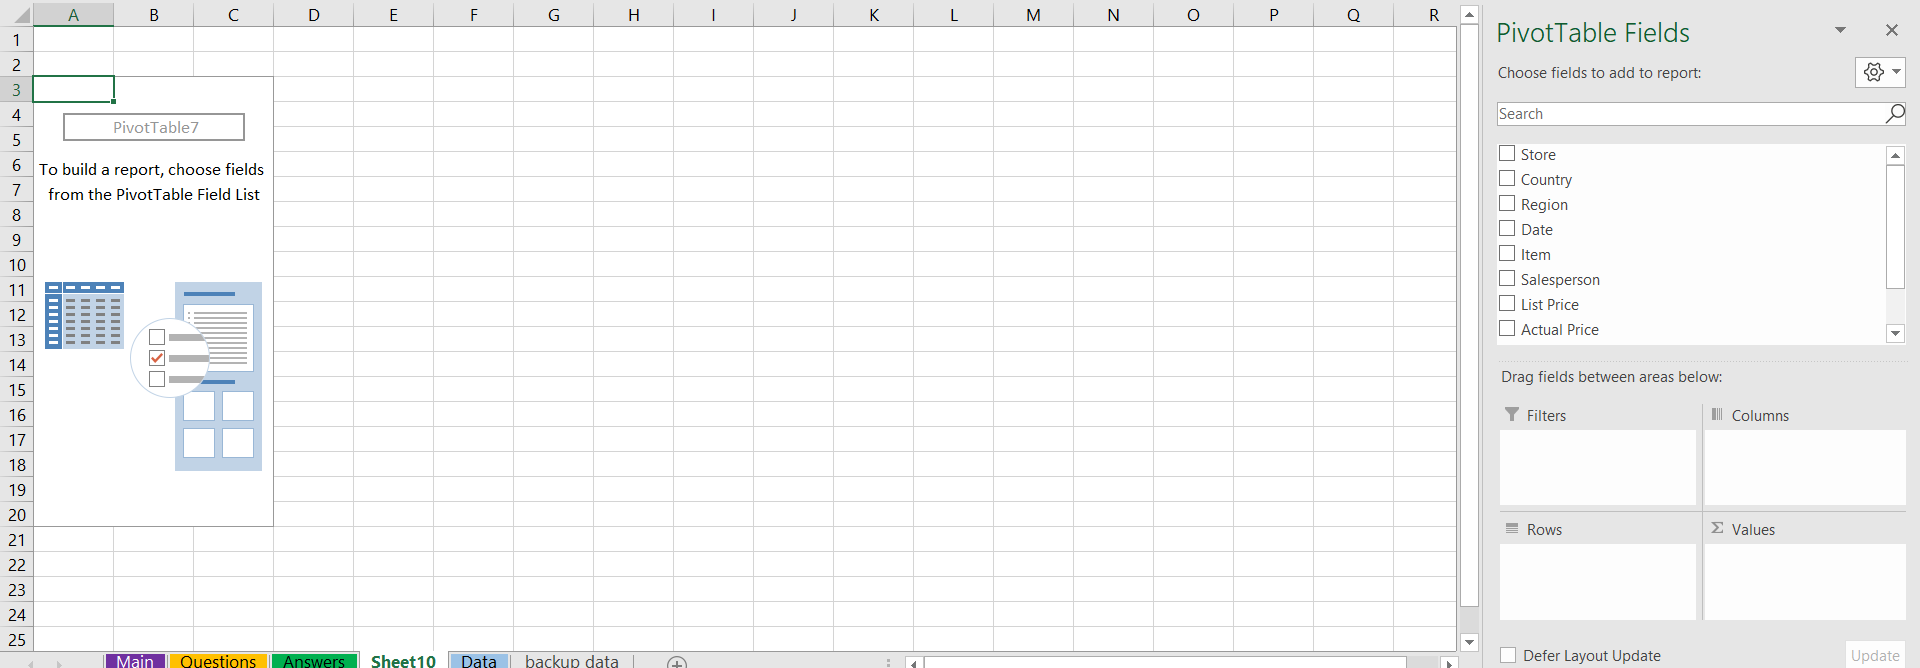 A B C D E F G H I J K L M N O P Q R
1
2
3
4
5
6
7
8
9
10
11
12
13
14
15
16
17
18
19
20
21
22
23
24
25
PivotTable7
To build a report, choose fields
from the PivotTable Field List
Main Questions Answers Sheet10 Data backup data
PivotTable Fields
Choose fields to add to report:
Search
Store
Country
Region
Date
Item
Salesperson
List Price
Actual Price
Drag fields between areas below:
Filters
Columns
Rows
Σ Values
Defer Layout Update
Update